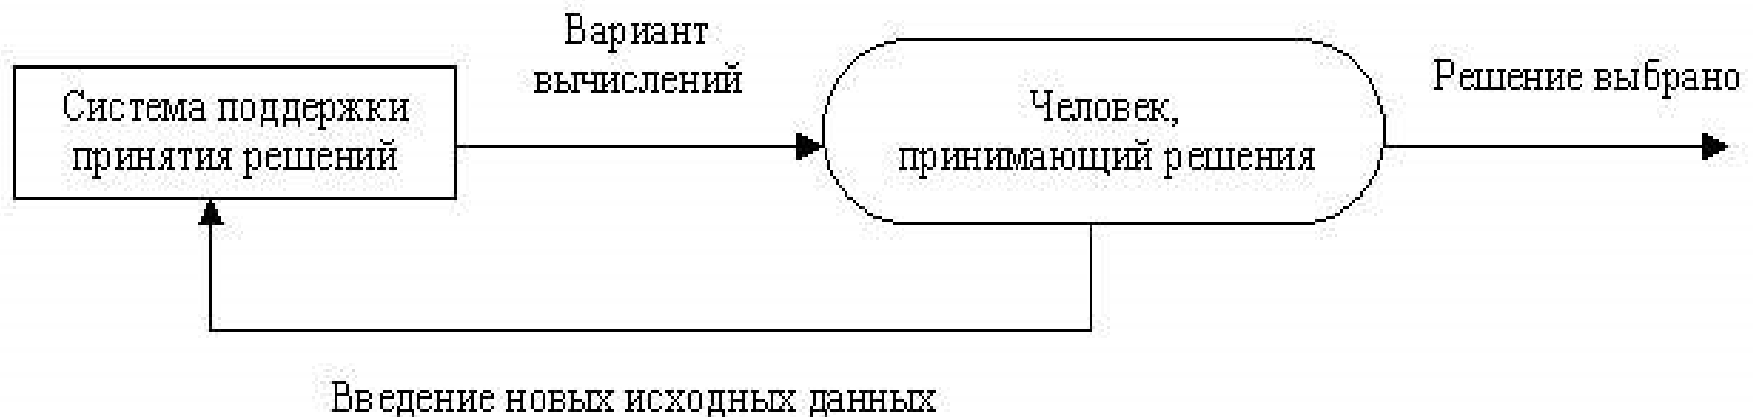 Система поддержки
принятия решений
Вариант
вычислений
Человек,
принимающий решения
Решение выбрано
Введение новых исходных данных